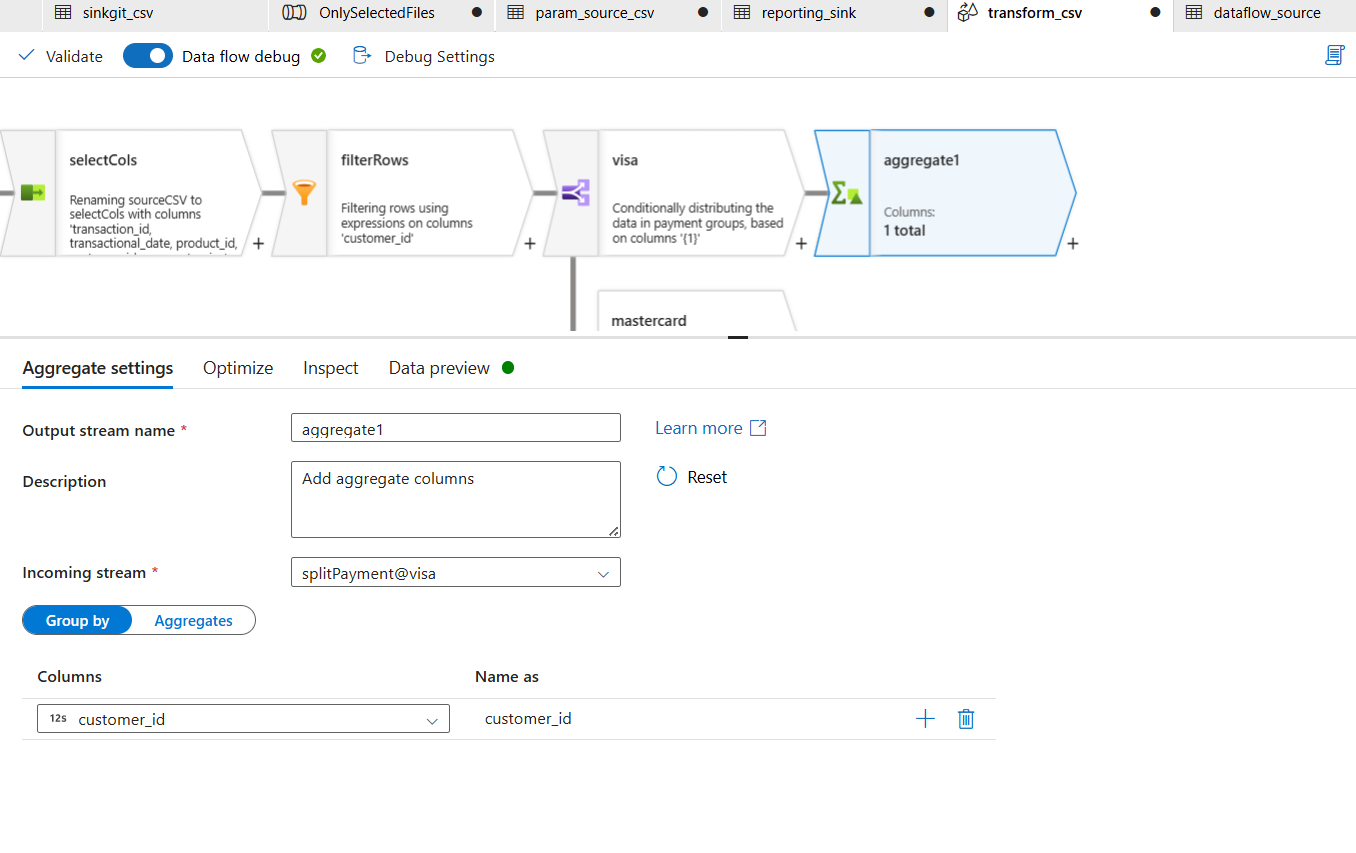 sinkgit_csv
OnlySelectedFiles
param_source_csv
reporting_sink
transform_csv
dataflow_source
Validate
Data flow debug
Debug Settings
selectCols
Renaming sourceCSV to
selectCols with columns
'transaction_id,
transactional_date, product_id,
filterRows
Filtering rows using
expressions on columns
'customer_id'
visa
Conditionally distributing the
data in payment groups, based
on columns '{1}'
aggregate1
Columns:
1 total
+
+
+
+
mastercard
Aggregate settings
Optimize
Inspect
Data preview
Output stream name *
aggregate1
Learn more
Description
Add aggregate columns
Reset
Incoming stream *
splitPayment@visa
Group by
Aggregates
Columns
Name as
12s customer_id
customer_id